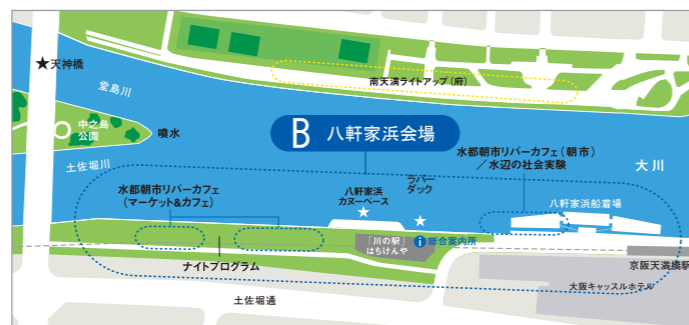 ★天神橋
堂島川
南天満ライトアップ(府)
中之島
公園
噴水
B 八軒家浜会場
水都朝市リバーカフェ(朝市)
/水辺の社会実験
大川
土佐堀川
水都朝市リバーカフェ
(マーケット&カフェ)
八軒家浜
カヌーベース
ラバー
ダック
八軒家浜船着場
「川の駅」
はちけんや
i 総合案内所
ナイトプログラム
京阪天満橋駅
大阪キャッスルホテル
土佐堀通